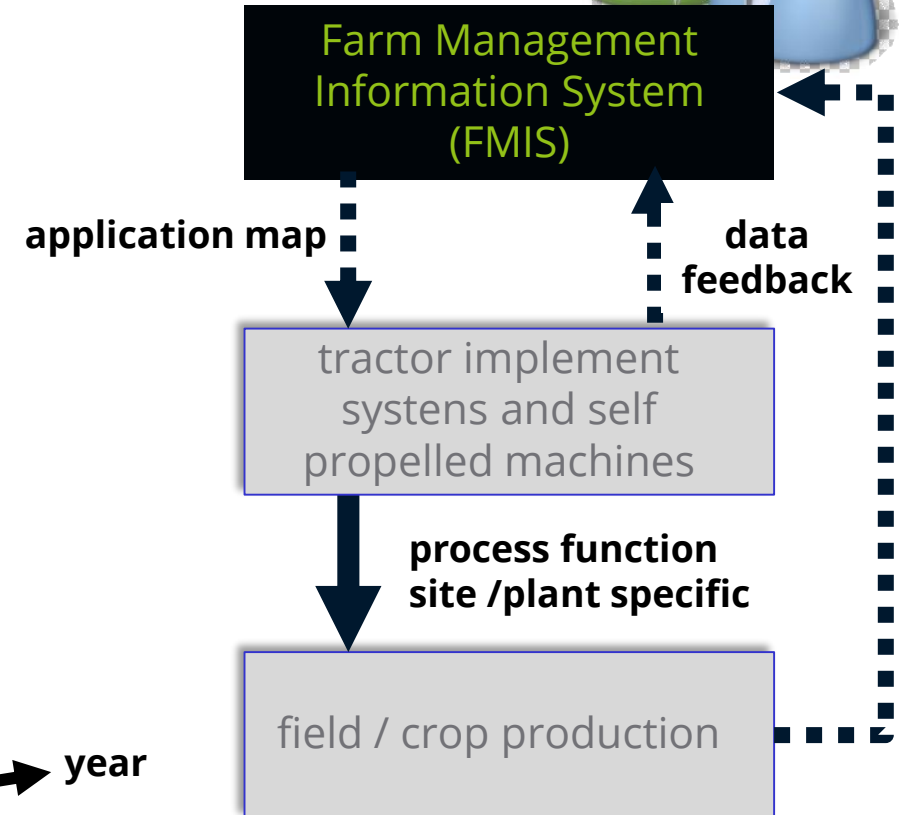 Farm Management
Information System
(FMIS)
application map
data
feedback
tractor implement
systens and self
propelled machines
process function
site /plant specific
field / crop production
year